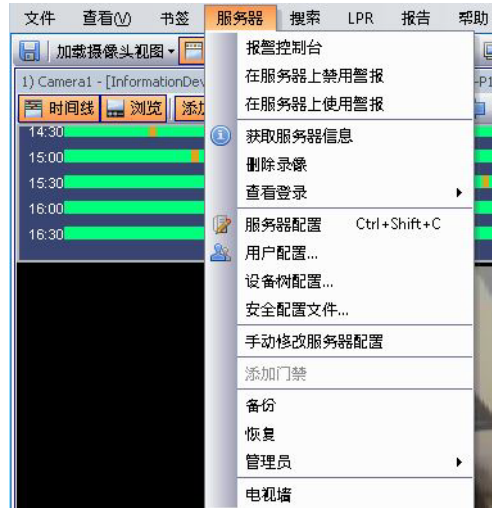 文件 查看(V) 书签 服务器 搜索 LPR 报告 帮助
加载摄像头视图
1) Camera1 - [InformationDev
-P1
时间线 浏览 添加
14:30
15:00
15:30
16:00
16:30
报警控制台
在服务器上禁用警报
在服务器上使用警报
获取服务器信息
删除录像
查看登录
服务器配置 Ctrl+Shift+C
用户配置...
设备树配置...
安全配置文件...
手动修改服务器配置
添加门禁
备份
恢复
管理员
电视墙